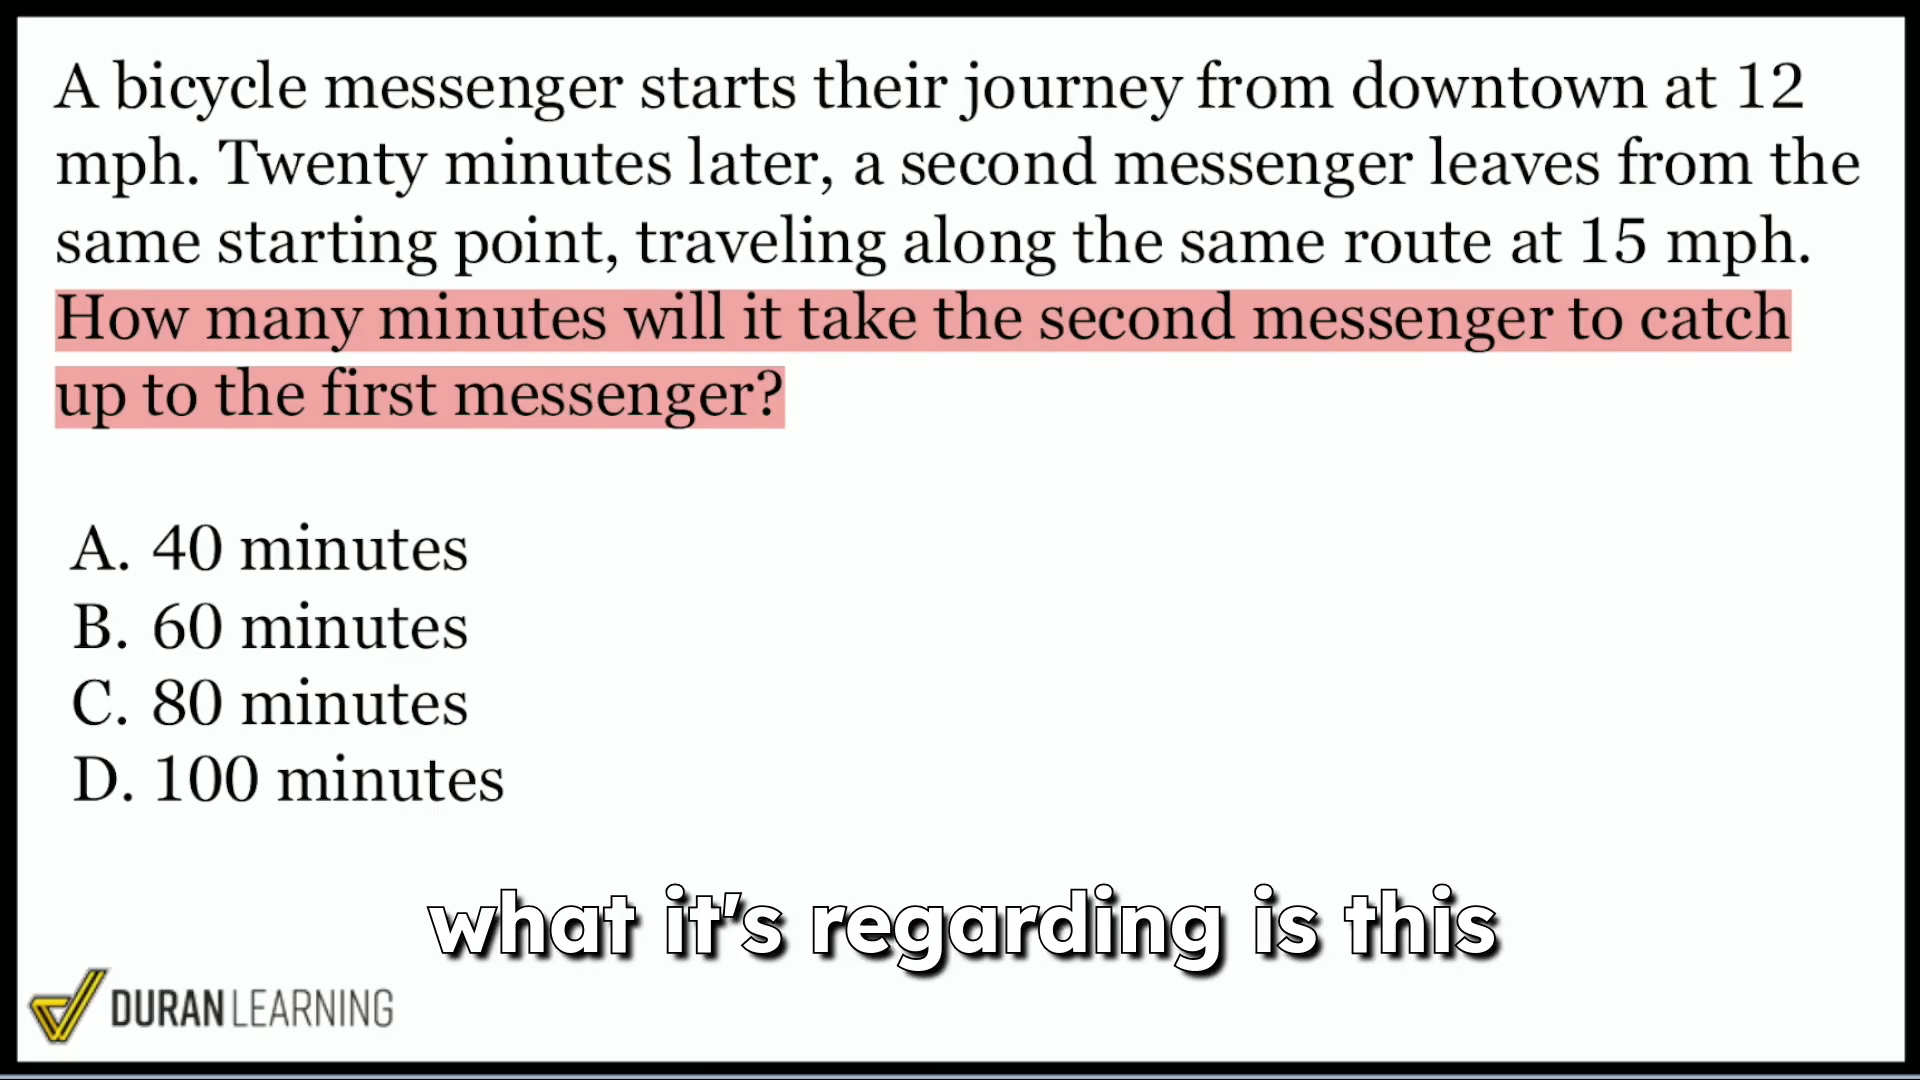 A bicycle messenger starts their journey from downtown at 12
mph. Twenty minutes later, a second messenger leaves from the
same starting point, traveling along the same route at 15 mph.
How many minutes will it take the second messenger to catch
up to the first messenger?
A. 40 minutes
B. 60 minutes
C. 80 minutes
D. 100 minutes
what it's regarding is this
DURAN LEARNING